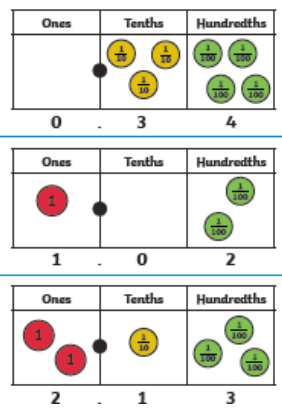 Ones Tenths Hundredths
1/10 1/10 1/100 1/100
1/10 1/100 1/100
0 . 3 4
Ones Tenths Hundredths
1 1/100
1/100
1 . 0 2
Ones Tenths Hundredths
1 1/10 1/100
1 1/100 1/100
2 . 1 3